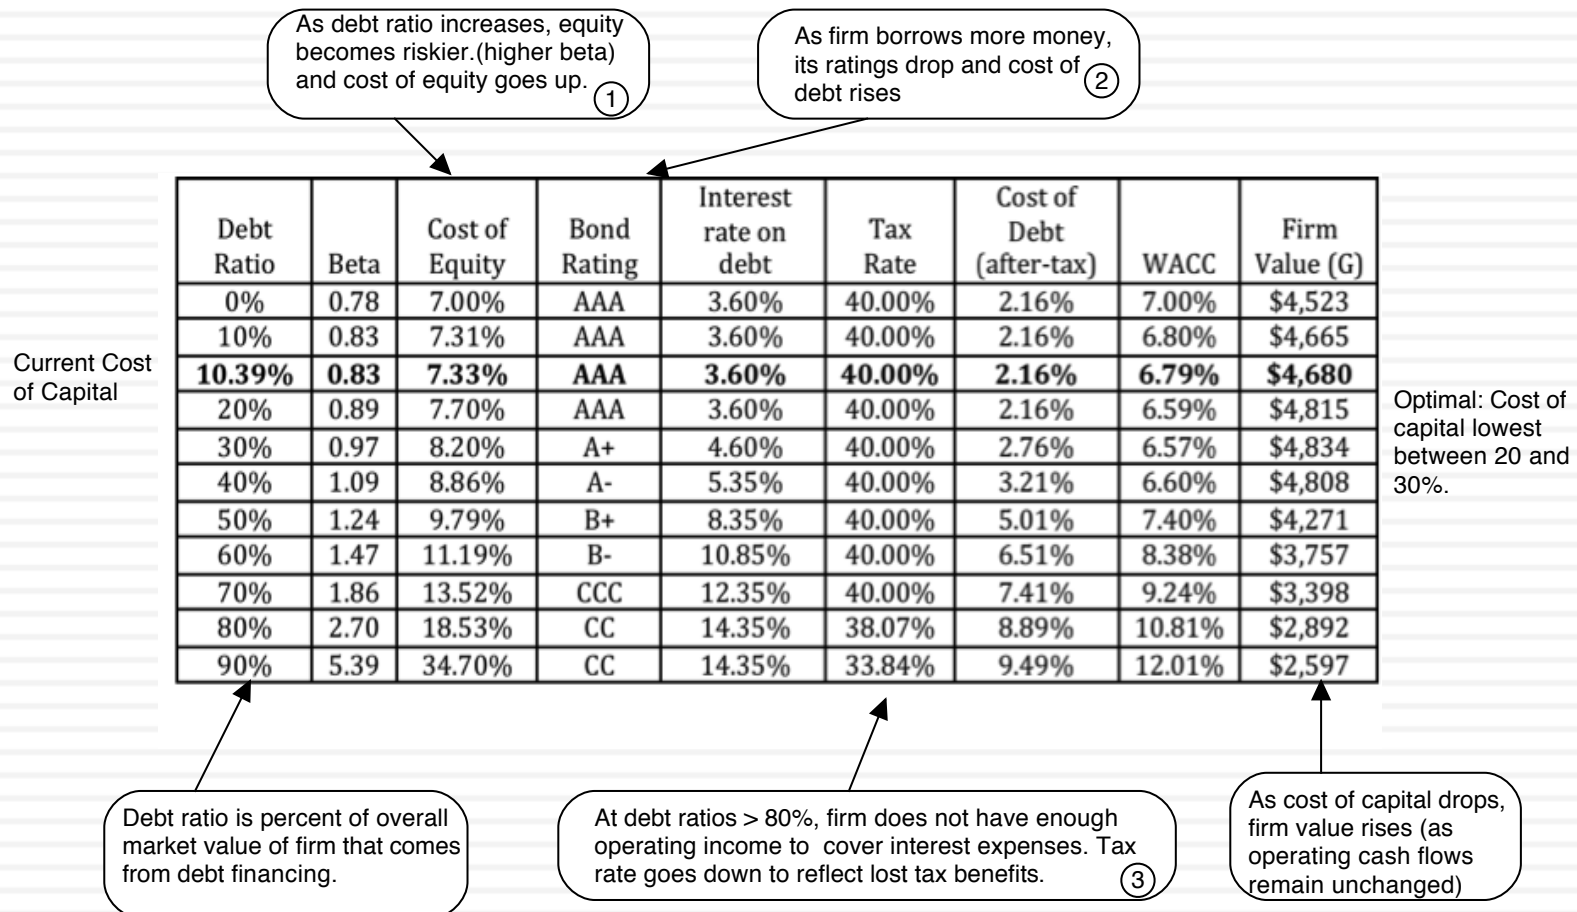 As debt ratio increases, equity
becomes riskier.(higher beta)
and cost of equity goes up.
1
As firm borrows more money,
its ratings drop and cost of
debt rises
2
Debt Ratio Beta Cost of Equity Bond Rating Interest rate on debt Tax Rate Cost of Debt (after-tax) WACC Firm Value (G)
0% 0.78 7.00% AAA 3.60% 40.00% 2.16% 7.00% $4,523
10% 0.83 7.31% AAA 3.60% 40.00% 2.16% 6.80% $4,665
Current Cost
of Capital
10.39% 0.83 7.33% AAA 3.60% 40.00% 2.16% 6.79% $4,680
20% 0.89 7.70% AAA 3.60% 40.00% 2.16% 6.59% $4,815
30% 0.97 8.20% A+ 4.60% 40.00% 2.76% 6.57% $4,834
40% 1.09 8.86% A- 5.35% 40.00% 3.21% 6.60% $4,808
50% 1.24 9.79% B+ 8.35% 40.00% 5.01% 7.40% $4,271
60% 1.47 11.19% B- 10.85% 40.00% 6.51% 8.38% $3,757
70% 1.86 13.52% CCC 12.35% 40.00% 7.41% 9.24% $3,398
80% 2.70 18.53% CC 14.35% 38.07% 8.89% 10.81% $2,892
90% 5.39 34.70% CC 14.35% 33.84% 9.49% 12.01% $2,597
Optimal: Cost of
capital lowest
between 20 and
30%.
Debt ratio is percent of overall
market value of firm that comes
from debt financing.
At debt ratios > 80%, firm does not have enough
operating income to cover interest expenses. Tax
rate goes down to reflect lost tax benefits.
3
As cost of capital drops,
firm value rises (as
operating cash flows
remain unchanged)